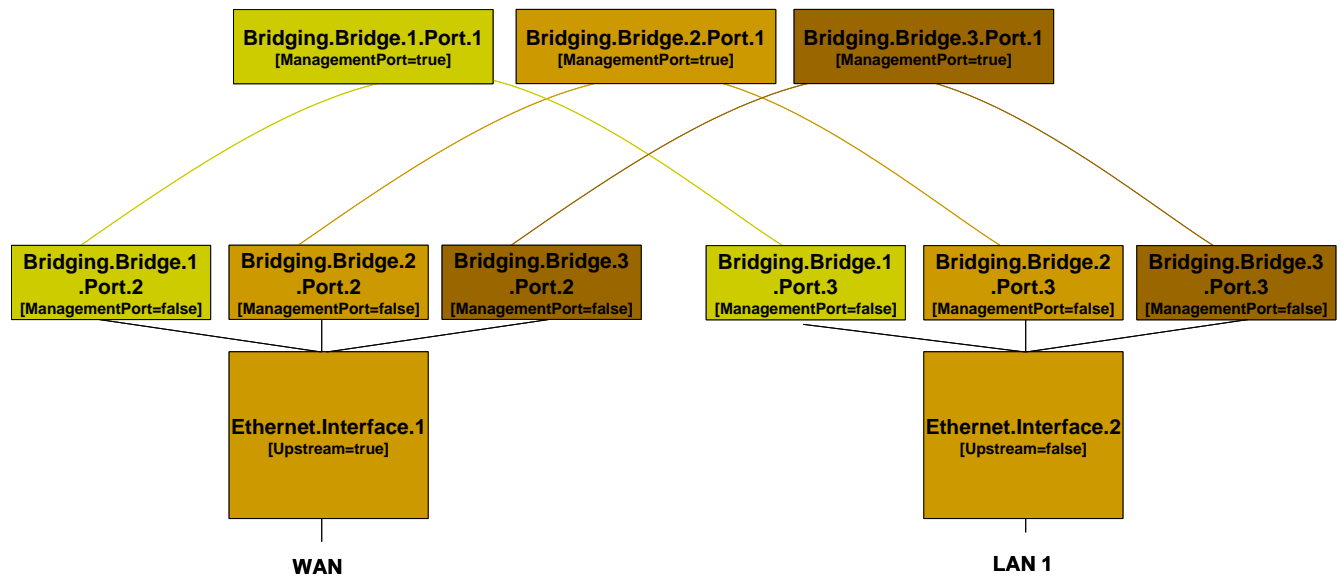 Bridging.Bridge.1.Port.1
[ManagementPort=true]
Bridging.Bridge.2.Port.1
[ManagementPort=true]
Bridging.Bridge.3.Port.1
[ManagementPort=true]
Bridging.Bridge.1
.Port.2
[ManagementPort=false]
Bridging.Bridge.2
.Port.2
[ManagementPort=false]
Bridging.Bridge.3
.Port.2
[ManagementPort=false]
Bridging.Bridge.1
.Port.3
[ManagementPort=false]
Bridging.Bridge.2
.Port.3
[ManagementPort=false]
Bridging.Bridge.3
.Port.3
[ManagementPort=false]
Ethernet.Interface.1
[Upstream=true]
Ethernet.Interface.2
[Upstream=false]
WAN
LAN 1